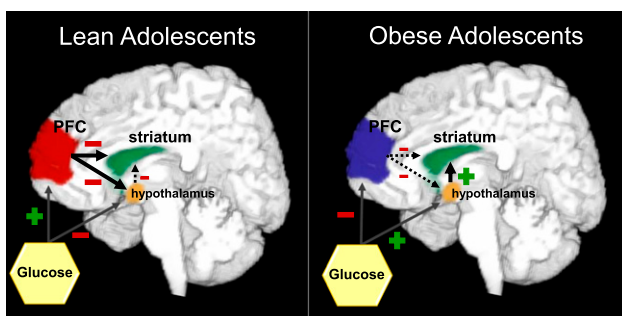 Lean Adolescents
PFC
−
striatum
−
−
hypothalamus
+
−
Glucose
Obese Adolescents
PFC
−
striatum
−
+
hypothalamus
−
+
Glucose